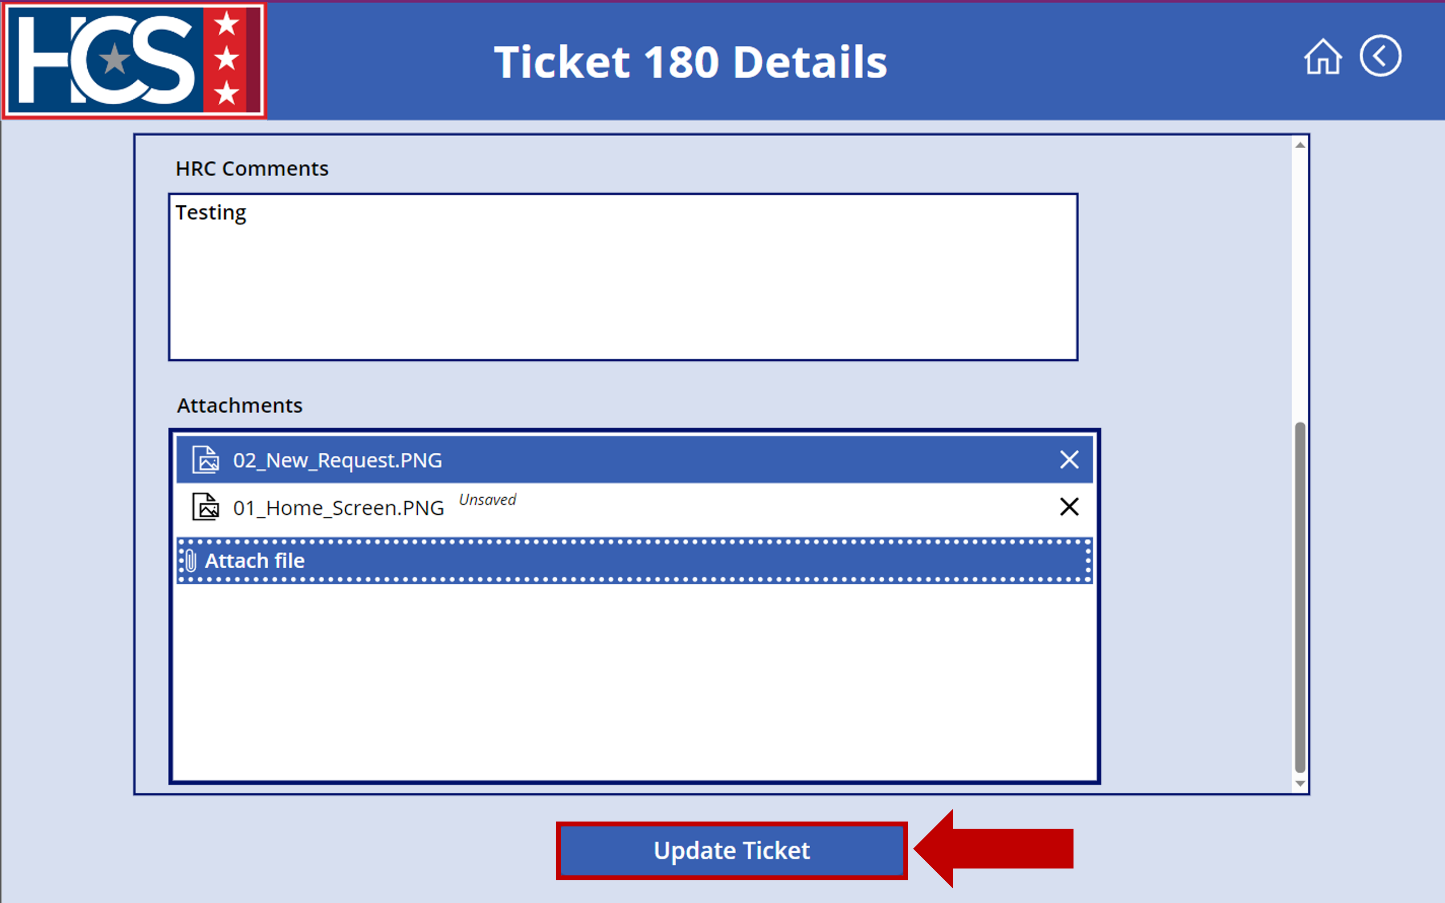 HCS
Ticket 180 Details
HRC Comments
Testing
Attachments
02_New_Request.PNG
01_Home_Screen.PNG Unsaved
Attach file
Update Ticket